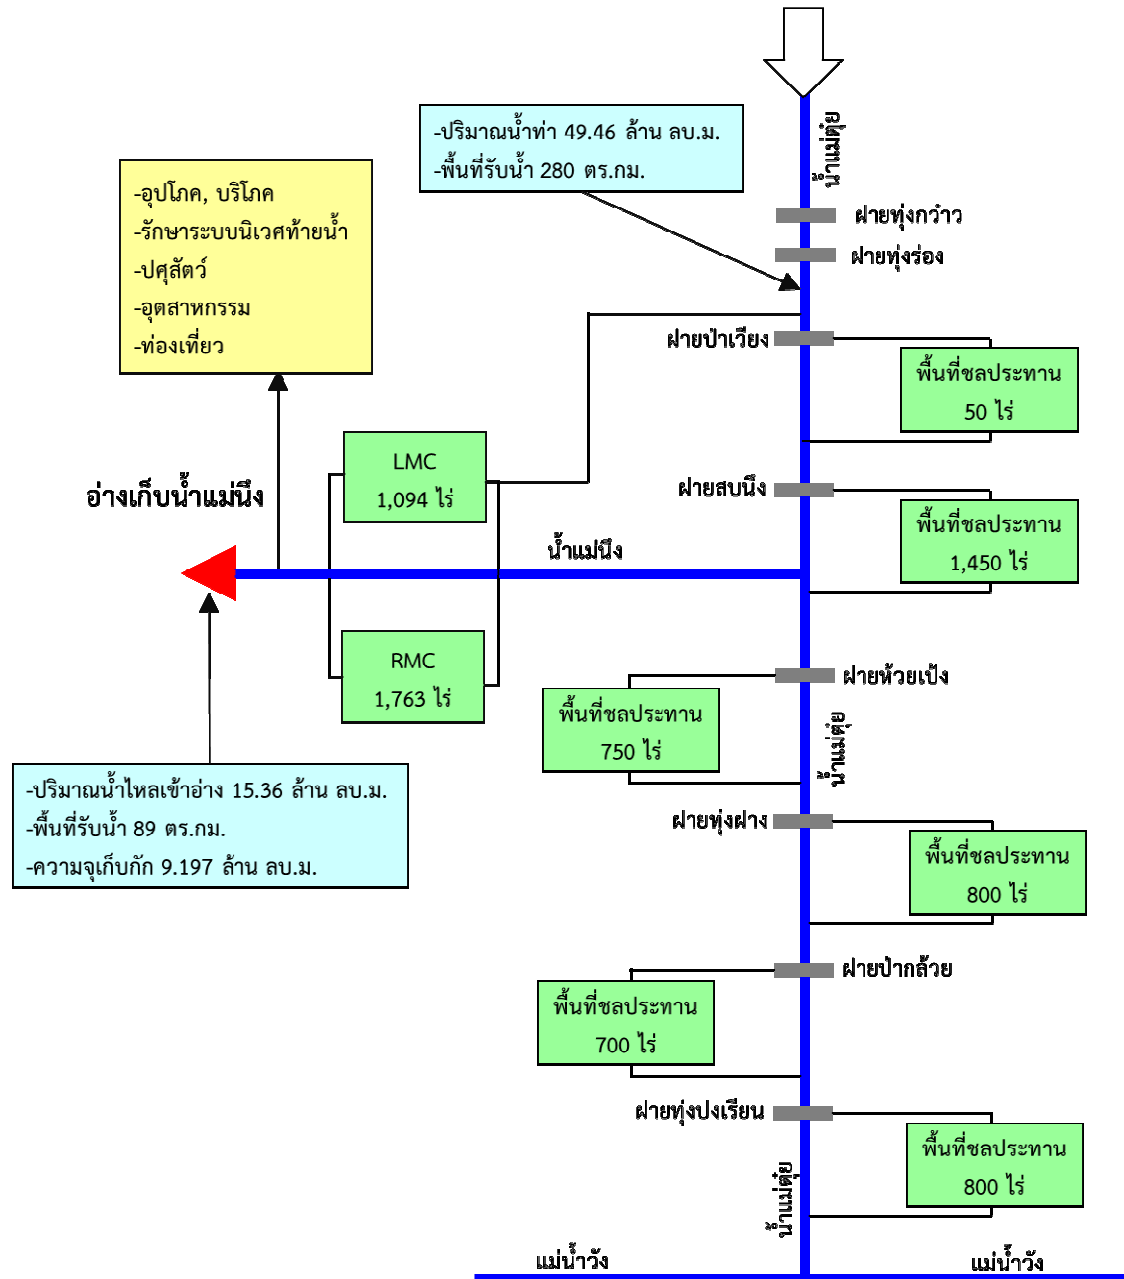 -ปริมาณน้ำท่า 49.46 ล้าน ลบ.ม.
-พื้นที่รับน้ำ 280 ตร.กม.
น้ำแม่ตุ๋ย
-อุปโภค, บริโภค
-รักษาระบบนิเวศท้ายน้ำ
-ปศุสัตว์
-อุตสาหกรรม
-ท่องเที่ยว
ฝายทุ่งกว๋าว
ฝายทุ่งร่อง
ฝายป่าเวียง
พื้นที่ชลประทาน
50 ไร่
LMC
1,094 ไร่
อ่างเก็บน้ำแม่นึง
ฝายสบนึง
พื้นที่ชลประทาน
1,450 ไร่
น้ำแม่นึง
RMC
1,763 ไร่
ฝายห้วยเป้ง
พื้นที่ชลประทาน
750 ไร่
น้ำแม่ตุ๋ย
-ปริมาณน้ำไหลเข้าอ่าง 15.36 ล้าน ลบ.ม.
-พื้นที่รับน้ำ 89 ตร.กม.
-ความจุเก็บกัก 9.197 ล้าน ลบ.ม.
ฝายทุ่งฝาง
พื้นที่ชลประทาน
800 ไร่
ฝายป่ากล้วย
พื้นที่ชลประทาน
700 ไร่
ฝายทุ่งปงเรียน
พื้นที่ชลประทาน
800 ไร่
น้ำแม่ตุ๋ย
แม่น้ำวัง
แม่น้ำวัง